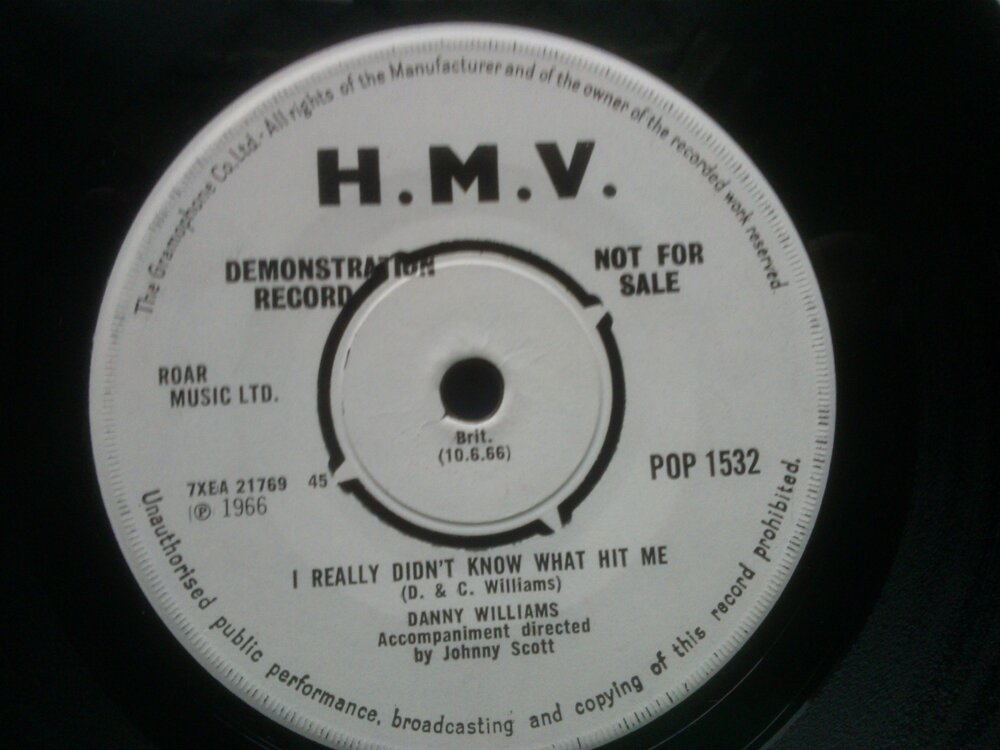 The Gramophone Co.Ltd.-All rights of the Manufacturer and of the owner of the recorded work reserved.
H.M.V.
DEMONSTRATION
RECORD
NOT FOR
SALE
ROAR
MUSIC LTD.
Brit.
(10.6.66)
POP 1532
7XEA 21769 45
℗ 1966
I REALLY DIDN'T KNOW WHAT HIT ME
(D. & C. Williams)
DANNY WILLIAMS
Accompaniment directed
by Johnny Scott
Unauthorised public performance, broadcasting and copying of this record prohibited.